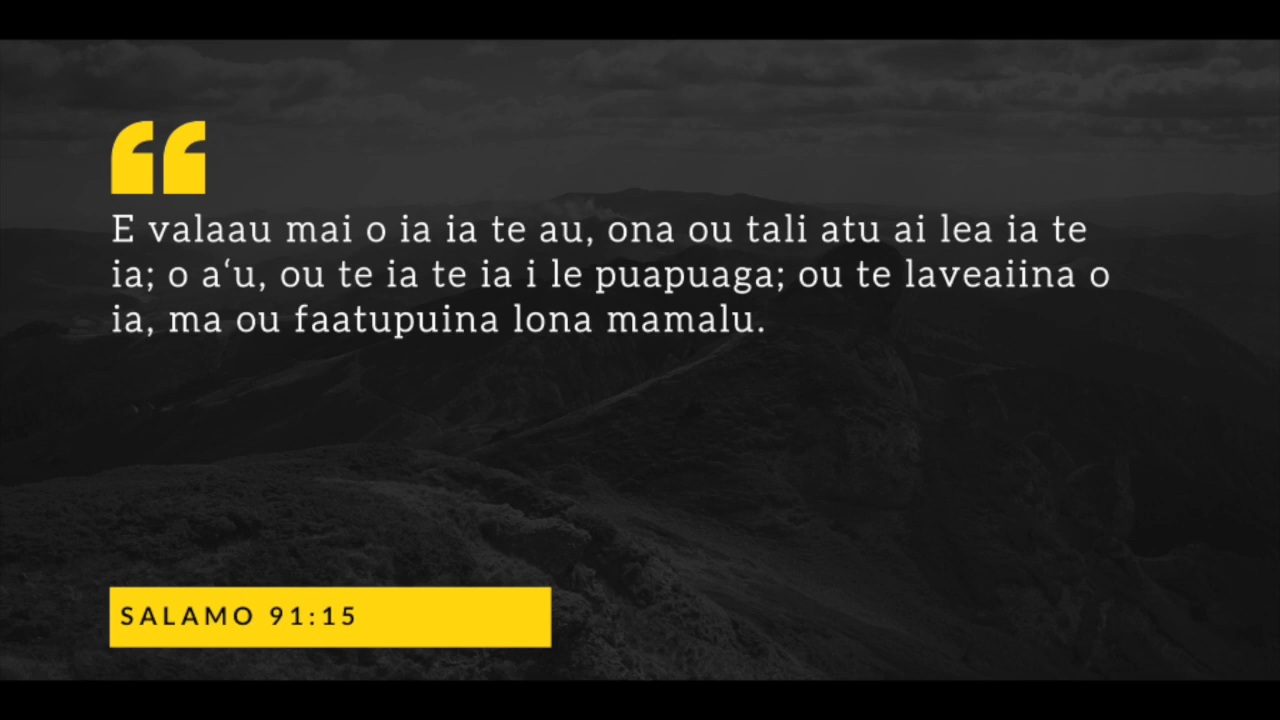 E valaau mai o ia ia te au, ona ou tali atu ai lea ia te
ia; o a‘u, ou te ia te ia i le puapuaga; ou te laveaiina o
ia, ma ou faatupuina lona mamalu.
SALAMO 91:15